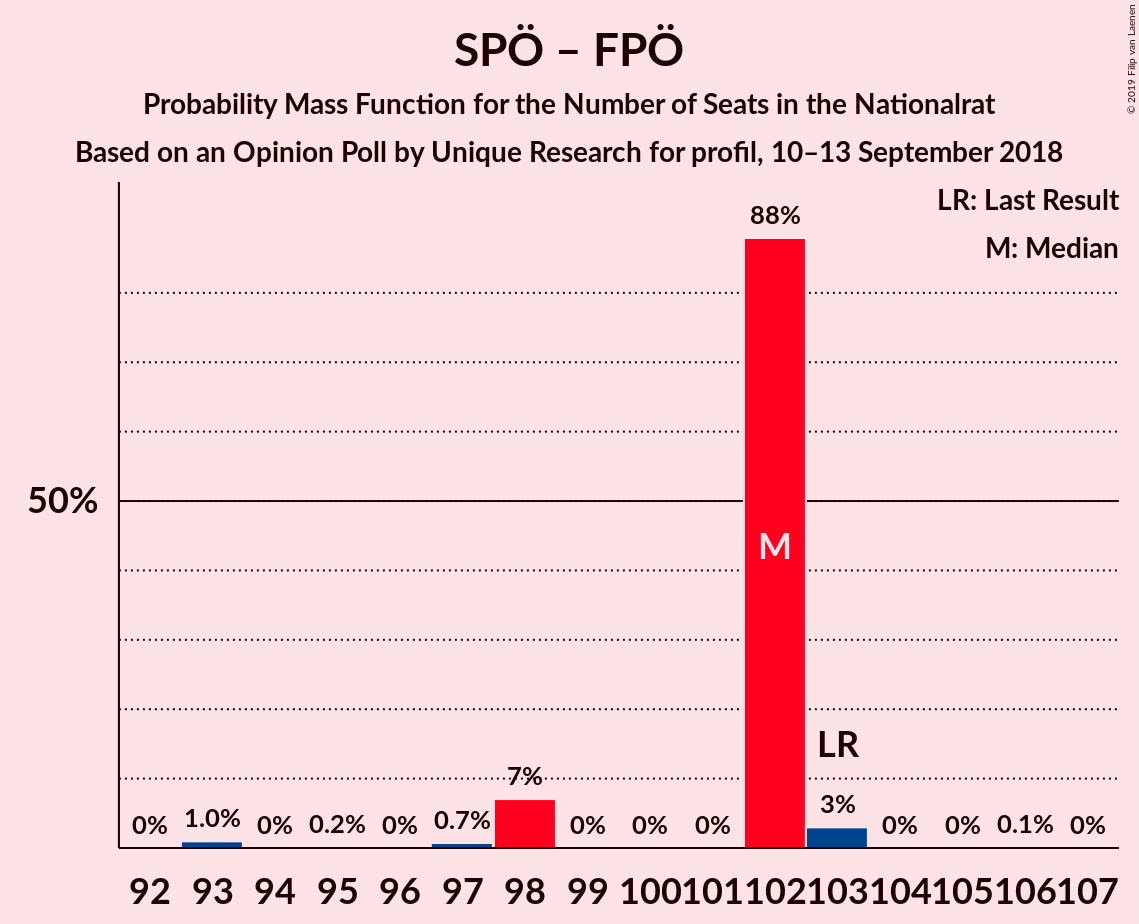 SPÖ – FPÖ
Probability Mass Function for the Number of Seats in the Nationalrat
Based on an Opinion Poll by Unique Research for profil, 10–13 September 2018
© 2019 Filip van Laenen
LR: Last Result
M: Median
88%
50%
M
LR
7%
3%
0% 1.0% 0% 0.2% 0% 0.7% 0% 0% 0% 0% 0% 0.1% 0%
92 93 94 95 96 97 98 99 100 101 102 103 104 105 106 107